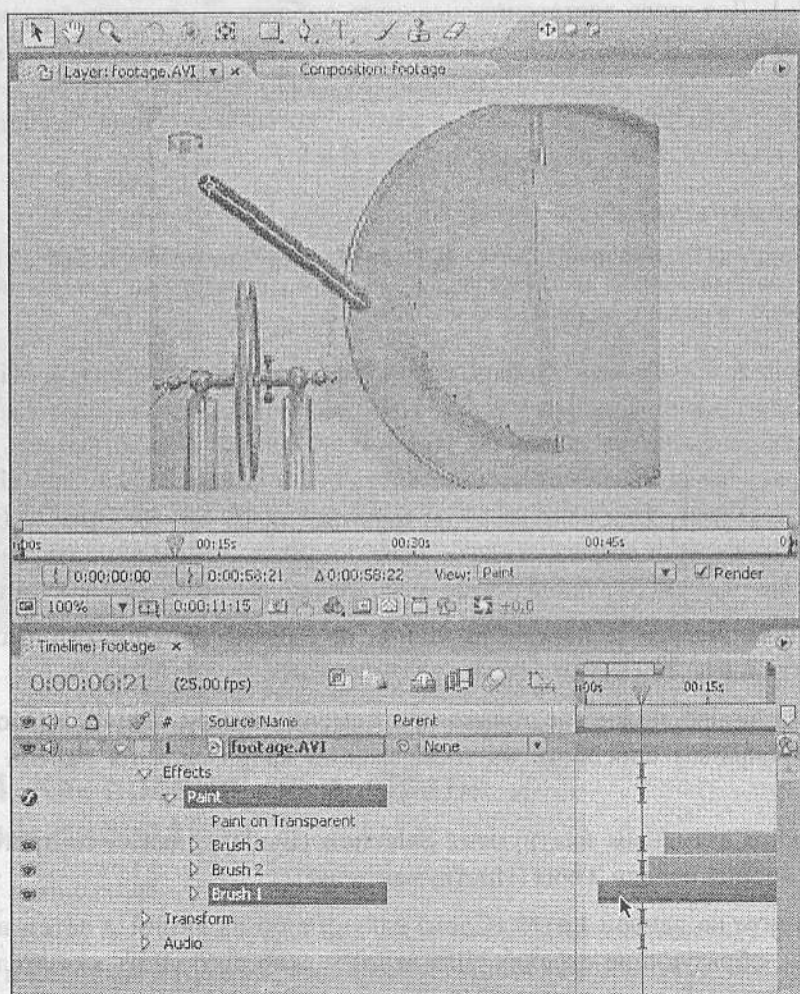 Layer: footage.AVI Composition: footage
00s 00:15s 00:30s 00:45s
0:00:00:00 0:00:58:21 Δ 0:00:58:22 View: Paint Render
100% 0:00:11:15 +0,0
Timeline: footage
0:00:06:21 (25.00 fps) 00s 00:15s
# Source Name Parent
1 footage.AVI None
Effects
Paint
Paint on Transparent
Brush 3
Brush 2
Brush 1
Transform
Audio